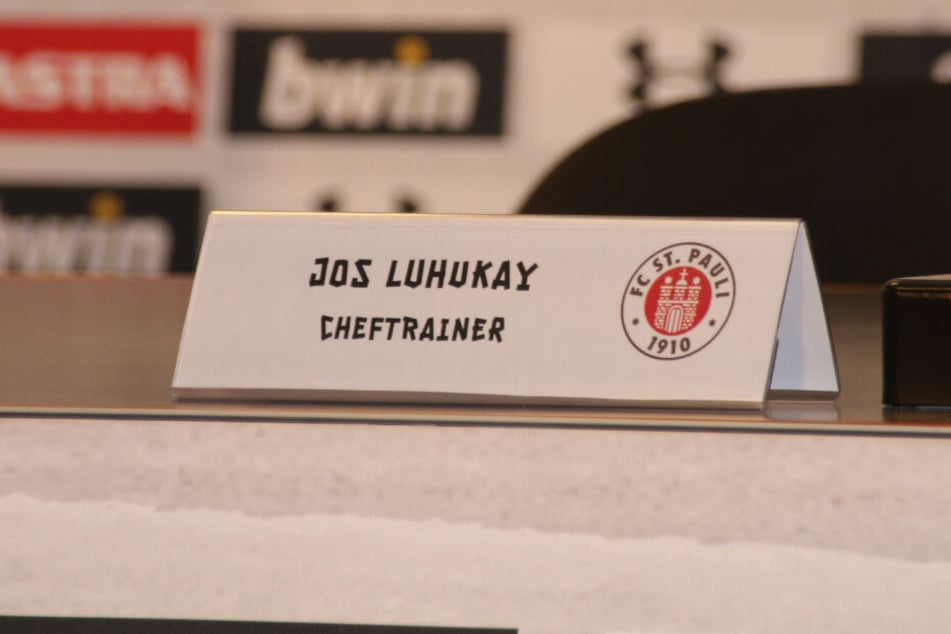 ASTRA
bwin
bwin
JOS LUHUKAY
CHEFTRAINER
FC ST. PAULI
1910